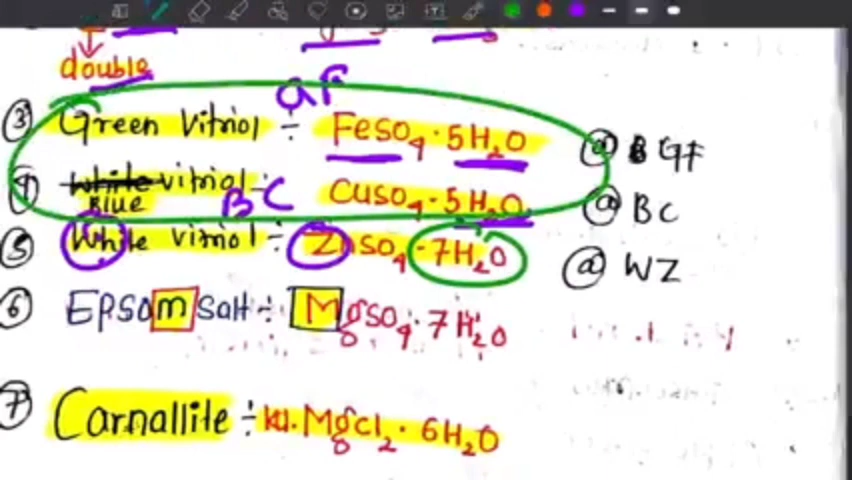 double
GF
③ Green Vitriol ÷ FeSO₄·5H₂O @ GF
④ White vitriol ÷ CuSO₄·5H₂O @ BC
Blue BC
⑤ White vitriol ÷ ZnSO₄·7H₂O @ WZ
⑥ EPSom salt ÷ MgSO₄·7H₂O
⑦ Carnallite ÷ KCl.MgCl₂·6H₂O